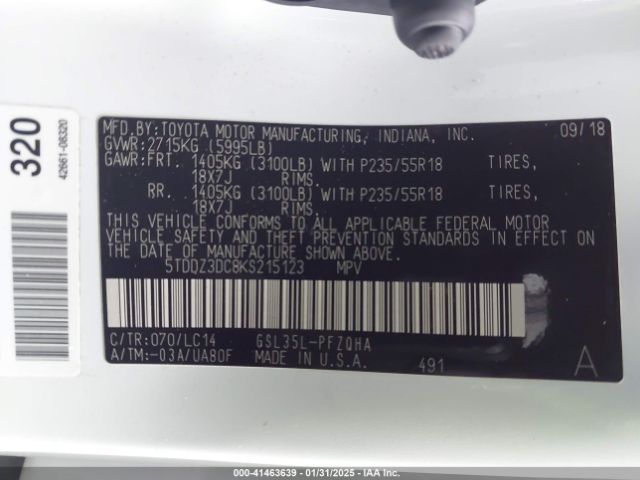 320
42661-08320
MFD.BY:TOYOTA MOTOR MANUFACTURING, INDIANA, INC. 09/18
GVWR:2715KG (5995LB)
GAWR:FRT. 1405KG (3100LB) WITH P235/55R18 TIRES,
18X7J RIMS.
RR. 1405KG (3100LB) WITH P235/55R18 TIRES,
18X7J RIMS.
THIS VEHICLE CONFORMS TO ALL APPLICABLE FEDERAL MOTOR
VEHICLE SAFETY AND THEFT PREVENTION STANDARDS IN EFFECT ON
THE DATE OF MANUFACTURE SHOWN ABOVE.
5TDDZ3DC8KS215123 MPV
C/TR:070/LC14 GSL35L-PFZQHA
A/TM:-03A/UA80F MADE IN U.S.A. 491 A
000-41463639 - 01/31/2025 - IAA Inc.